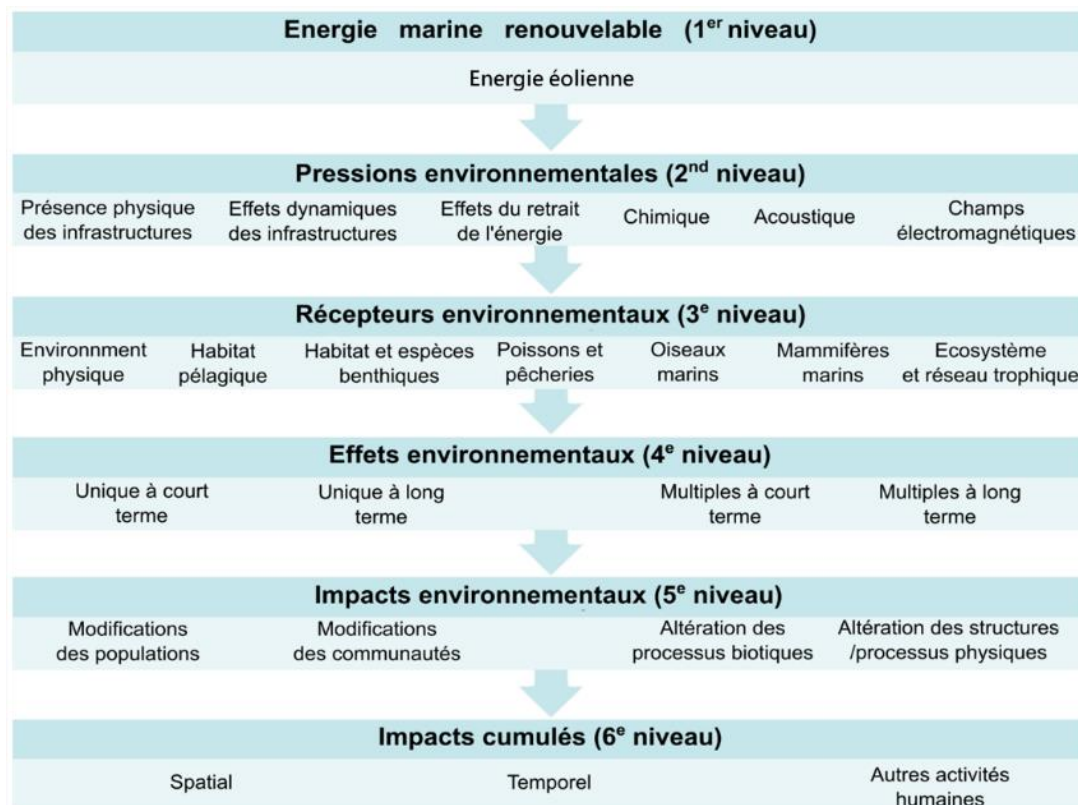 Energie marine renouvelable (1er niveau)
Energie éolienne
Pressions environnementales (2nd niveau)
Présence physique des infrastructures
Effets dynamiques des infrastructures
Effets du retrait de l'énergie
Chimique
Acoustique
Champs électromagnétiques
Récepteurs environnementaux (3e niveau)
Environnment physique
Habitat pélagique
Habitat et espèces benthiques
Poissons et pêcheries
Oiseaux marins
Mammifères marins
Ecosystème et réseau trophique
Effets environnementaux (4e niveau)
Unique à court terme
Unique à long terme
Multiples à court terme
Multiples à long terme
Impacts environnementaux (5e niveau)
Modifications des populations
Modifications des communautés
Altération des processus biotiques
Altération des structures /processus physiques
Impacts cumulés (6e niveau)
Spatial
Temporel
Autres activités humaines